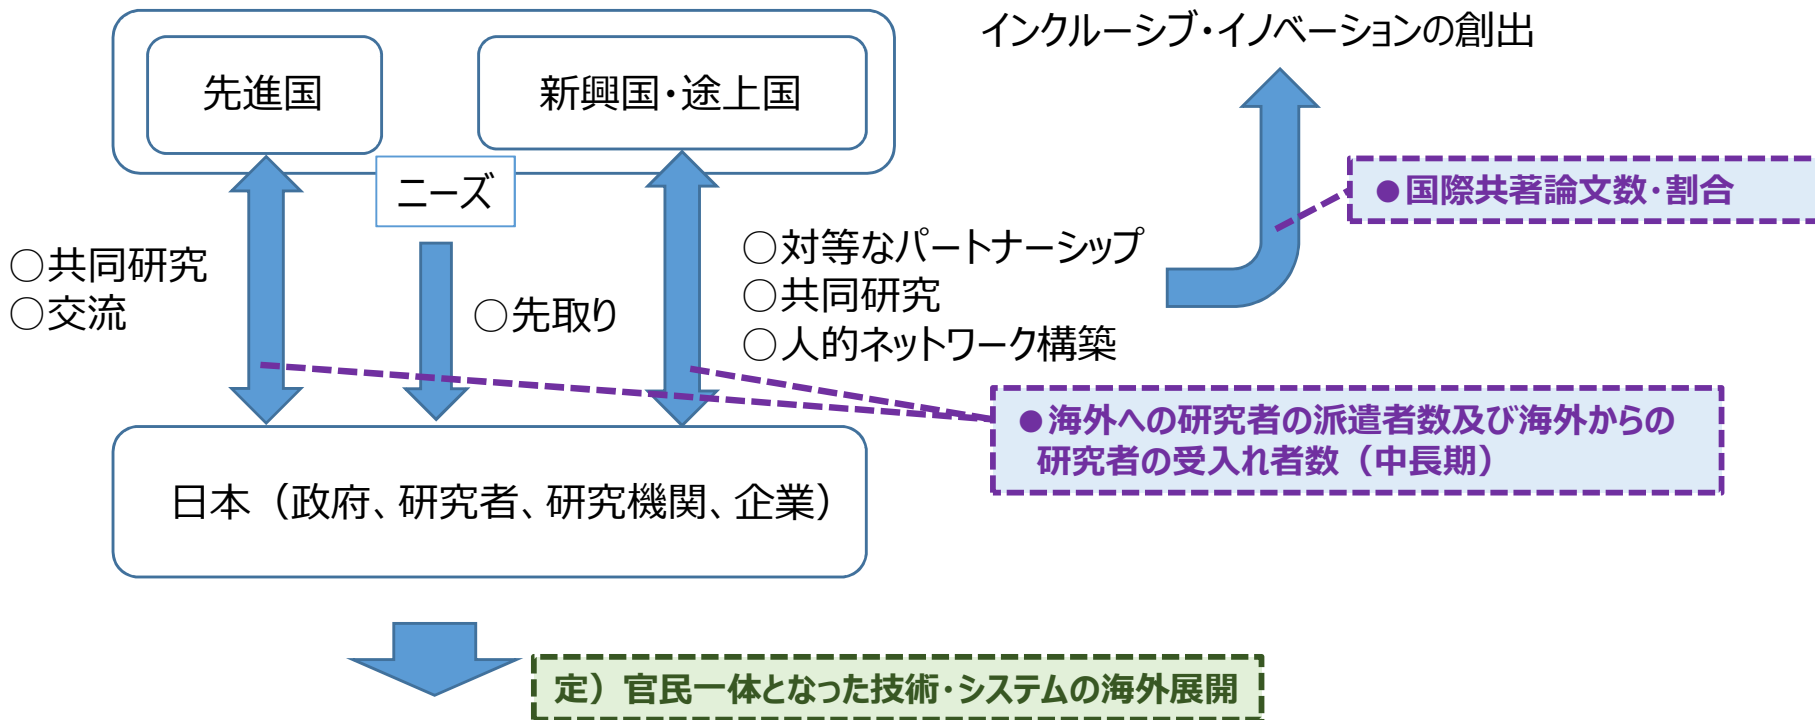 インクルーシブ・イノベーションの創出
先進国
新興国・途上国
ニーズ
●国際共著論文数・割合
○共同研究
○交流
○先取り
○対等なパートナーシップ
○共同研究
○人的ネットワーク構築
●海外への研究者の派遣者数及び海外からの
研究者の受入れ者数（中長期）
日本（政府、研究者、研究機関、企業）
定）官民一体となった技術・システムの海外展開